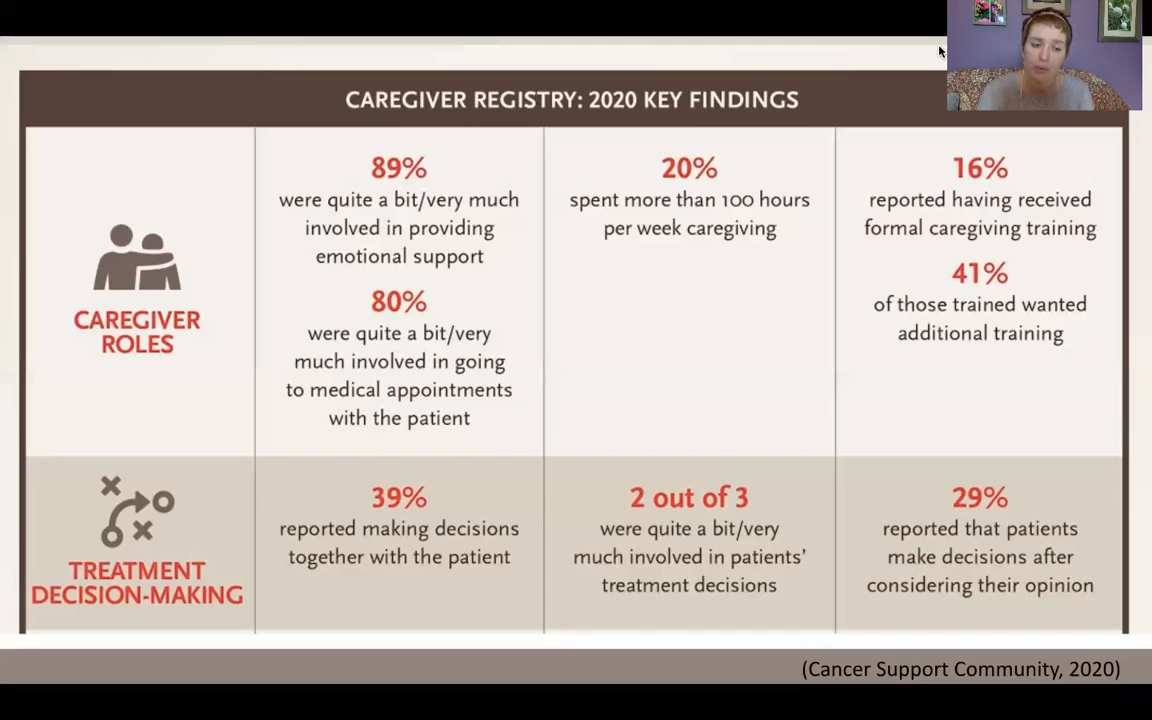 CAREGIVER REGISTRY: 2020 KEY FINDINGS
CAREGIVER
ROLES
89%
were quite a bit/very much
involved in providing
emotional support
80%
were quite a bit/very
much involved in going
to medical appointments
with the patient
20%
spent more than 100 hours
per week caregiving
16%
reported having received
formal caregiving training
41%
of those trained wanted
additional training
TREATMENT
DECISION-MAKING
39%
reported making decisions
together with the patient
2 out of 3
were quite a bit/very
much involved in patients’
treatment decisions
29%
reported that patients
make decisions after
considering their opinion
(Cancer Support Community, 2020)